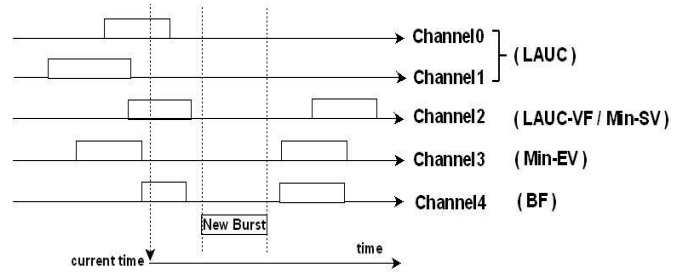 Channel0
(LAUC)
Channel1
Channel2 (LAUC-VF / Min-SV)
Channel3 (Min-EV)
Channel4 (BF)
New Burst
current time
time